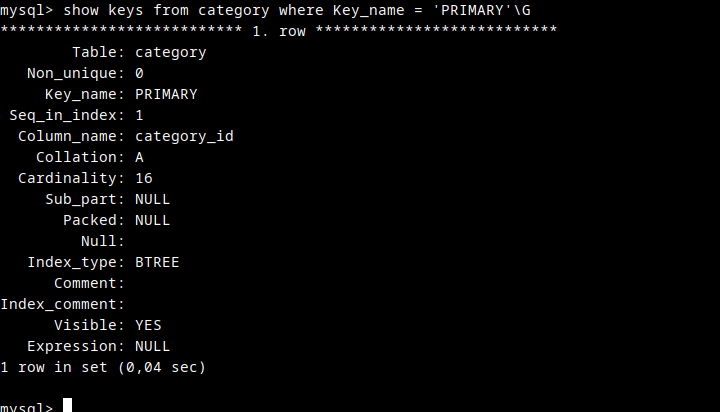 mysql> show keys from category where Key_name = 'PRIMARY'\G
*************************** 1. row ***************************
        Table: category
   Non_unique: 0
     Key_name: PRIMARY
 Seq_in_index: 1
  Column_name: category_id
    Collation: A
  Cardinality: 16
     Sub_part: NULL
       Packed: NULL
         Null:
   Index_type: BTREE
      Comment:
Index_comment:
      Visible: YES
   Expression: NULL
1 row in set (0,04 sec)
mysql>